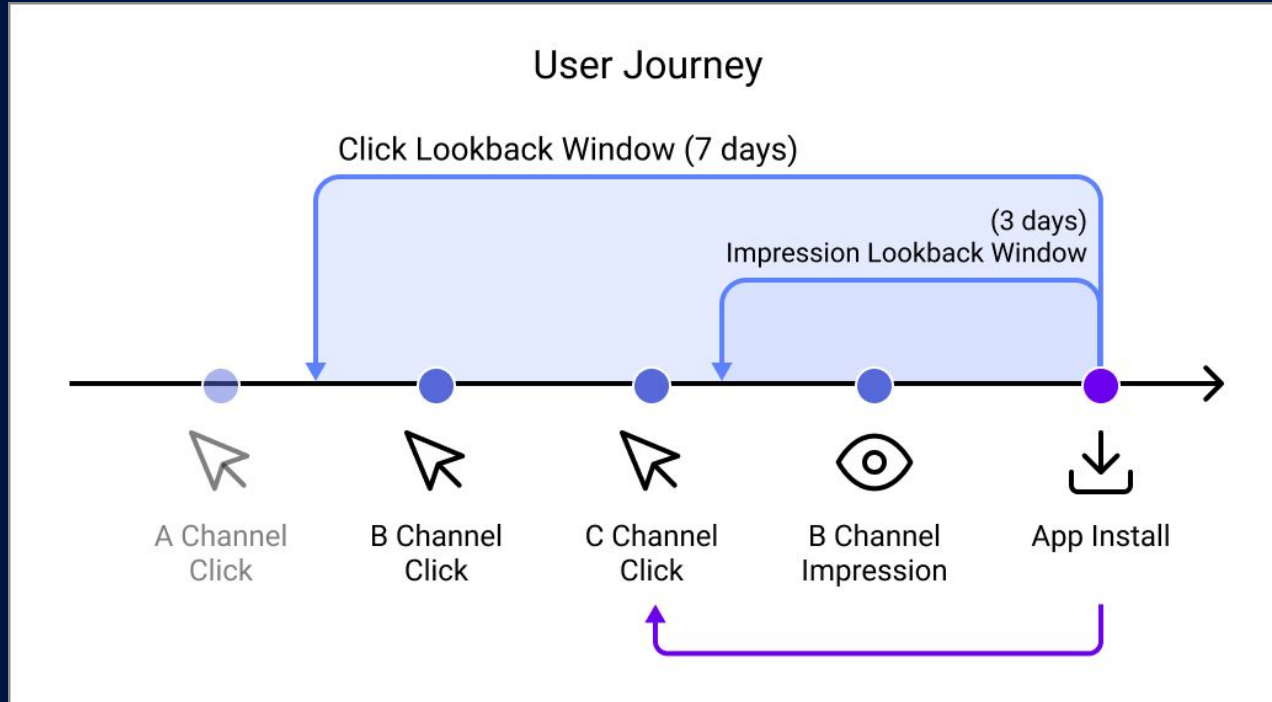 User Journey
Click Lookback Window (7 days)
(3 days)
Impression Lookback Window
A Channel
Click
B Channel
Click
C Channel
Click
B Channel
Impression
App Install